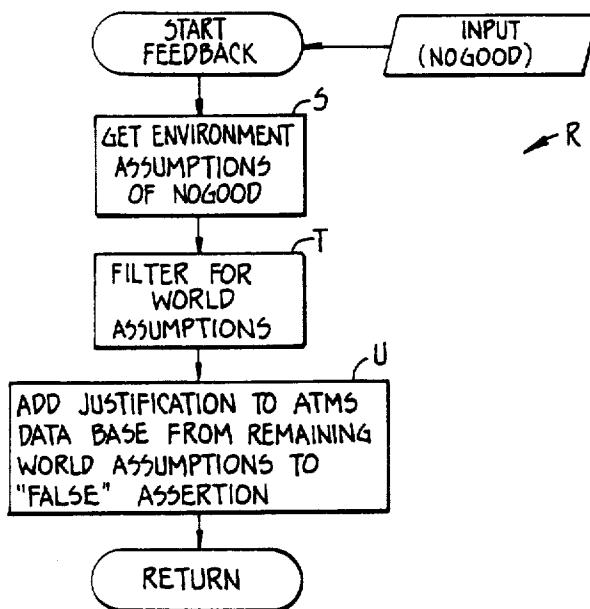 START
FEEDBACK
INPUT
(NOGOOD)
S
GET ENVIRONMENT
ASSUMPTIONS
OF NOGOOD
R
T
FILTER FOR
WORLD
ASSUMPTIONS
U
ADD JUSTIFICATION TO ATMS
DATA BASE FROM REMAINING
WORLD ASSUMPTIONS TO
"FALSE" ASSERTION
RETURN